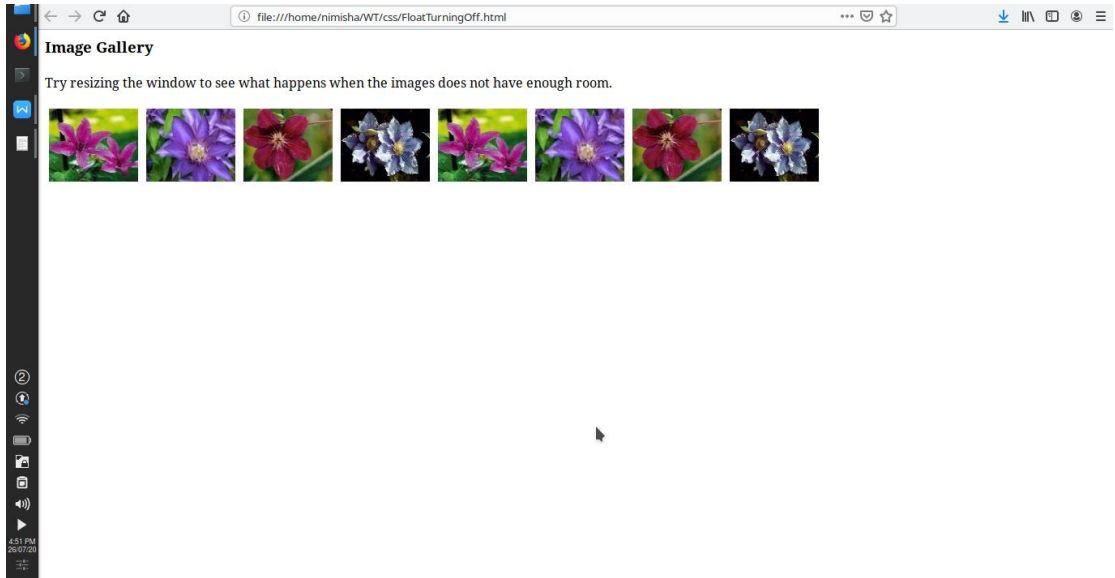 file:///home/nimisha/WT/css/FloatTurningOff.html
Image Gallery
Try resizing the window to see what happens when the images does not have enough room.
2
4:51 PM
26/07/20